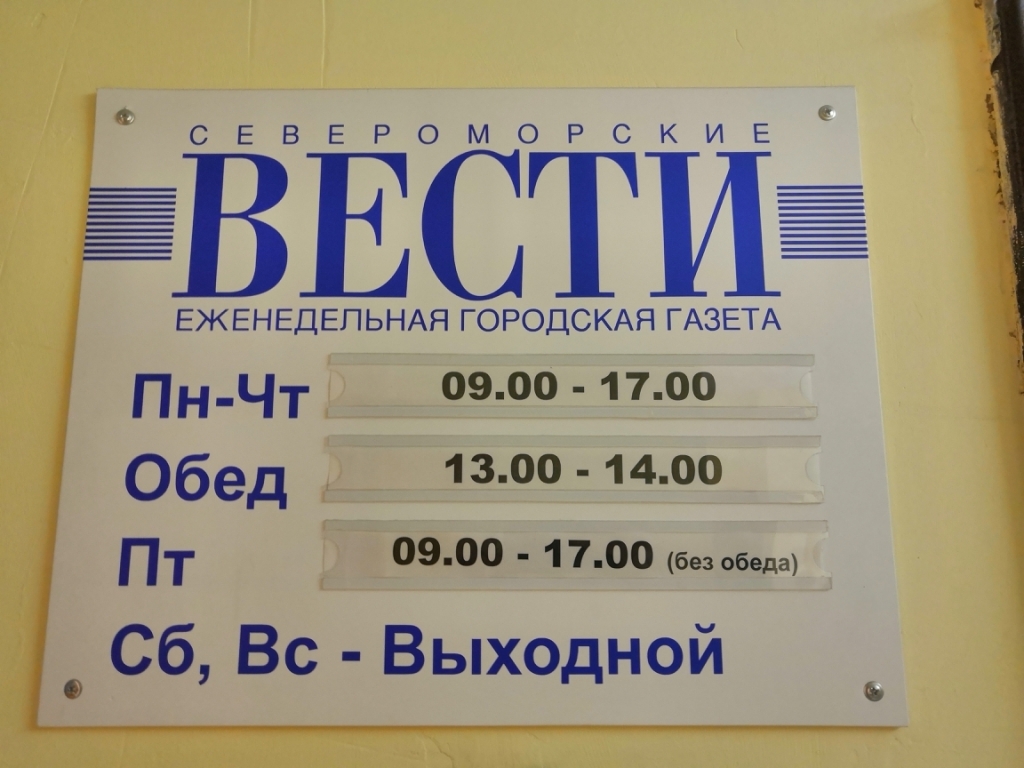 СЕВЕРОМОРСКИЕ
ВЕСТИ
ЕЖЕНЕДЕЛЬНАЯ ГОРОДСКАЯ ГАЗЕТА
Пн-Чт 09.00 - 17.00
Обед 13.00 - 14.00
Пт 09.00 - 17.00 (без обеда)
Сб, Вс - Выходной